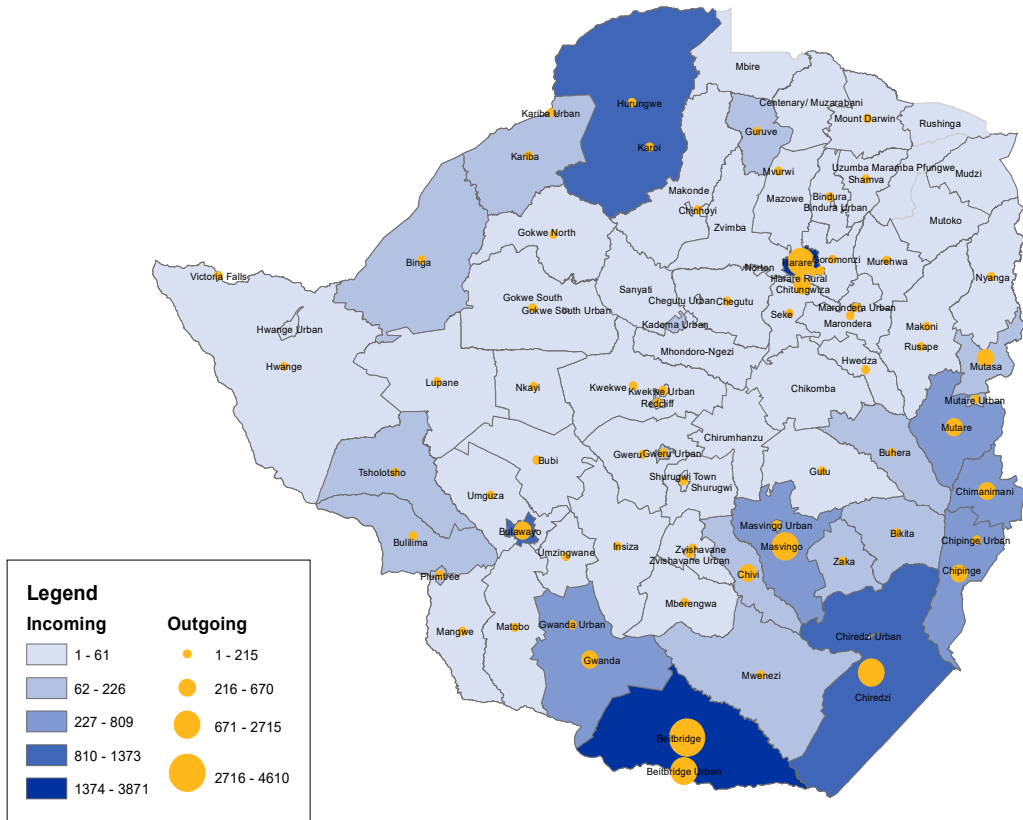 Mbire
Hurungwe
Centenary/ Muzarabani
Kariba Urban
Mount Darwin
Rushinga
Guruve
Karoi
Kariba
Uzumba Maramba Pfungwe
Mvurwi
Shamva
Mudzi
Makonde
Mazowe
Bindura
Bindura Urban
Chinhoyi
Mutoko
Zvimba
Gokwe North
Binga
Harare
Goromonzi
Murehwa
Norton
Victoria Falls
Harare Rural
Nyanga
Chitungwiza
Sanyati
Gokwe South
Chegutu Urban
Chegutu
Gokwe South Urban
Marondera Urban
Seke
Marondera
Kadema Urban
Makoni
Hwange Urban
Rusape
Mhondoro-Ngezi
Hwedza
Hwange
Mutasa
Lupane
Nkayi
Kwekwe
Kwekwe Urban
Chikomba
Redcliff
Mutare Urban
Mutare
Chirumhanzu
Gweru
Gweru Urban
Buhera
Bubi
Tsholotsho
Gutu
Shurugwi Town
Shurugwi
Umguza
Chimanimani
Masvingo Urban
Bulawayo
Bikita
Bulilima
Chipinge Urban
Insiza
Masvingo
Umzingwane
Zvishavane
Zvishavane Urban
Zaka
Plumtree
Chivi
Chipinge
Mberengwa
Gwanda Urban
Matobo
Mangwe
Chiredzi Urban
Gwanda
Mwenezi
Chiredzi
Beitbridge
Beitbridge Urban
Legend
Incoming
Outgoing
1 - 61
1 - 215
62 - 226
216 - 670
227 - 809
671 - 2715
810 - 1373
2716 - 4610
1374 - 3871